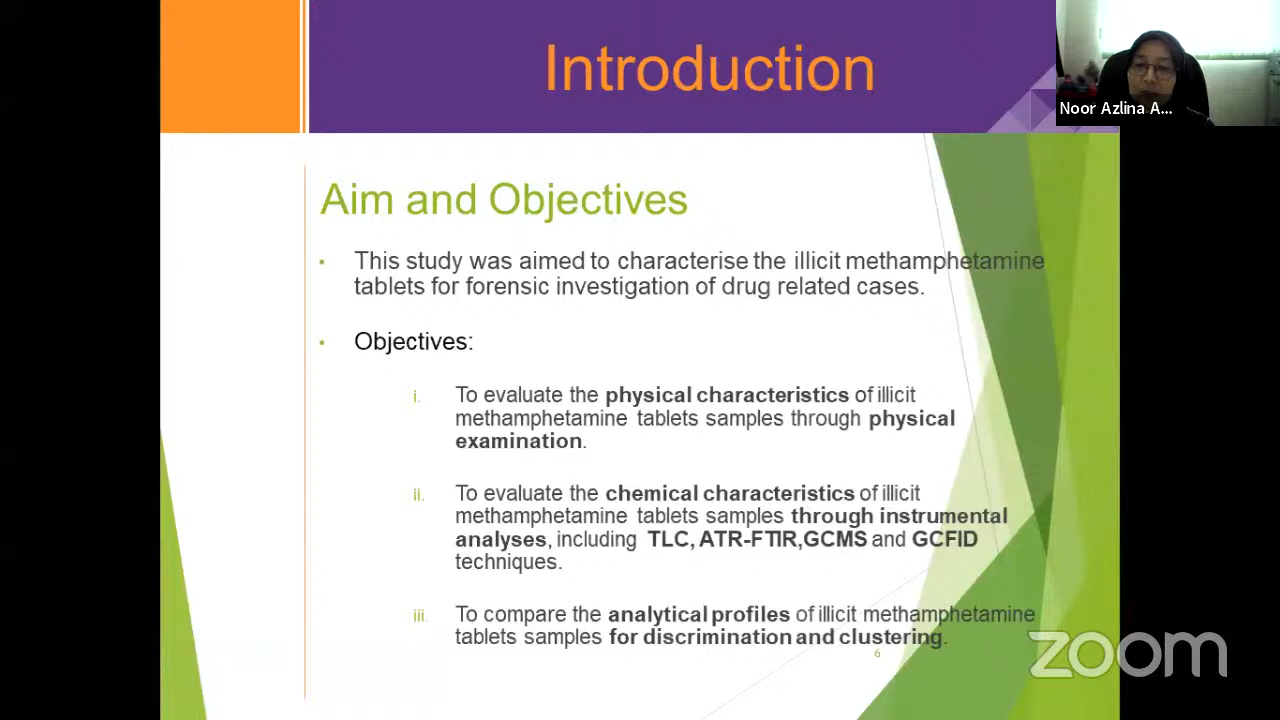 Introduction
Noor Azlina A...
Aim and Objectives
• This study was aimed to characterise the illicit methamphetamine
tablets for forensic investigation of drug related cases.
• Objectives:
i. To evaluate the physical characteristics of illicit
methamphetamine tablets samples through physical
examination.
ii. To evaluate the chemical characteristics of illicit
methamphetamine tablets samples through instrumental
analyses, including TLC, ATR-FTIR,GCMS and GCFID
techniques.
iii. To compare the analytical profiles of illicit methamphetamine
tablets samples for discrimination and clustering.
6
zoom